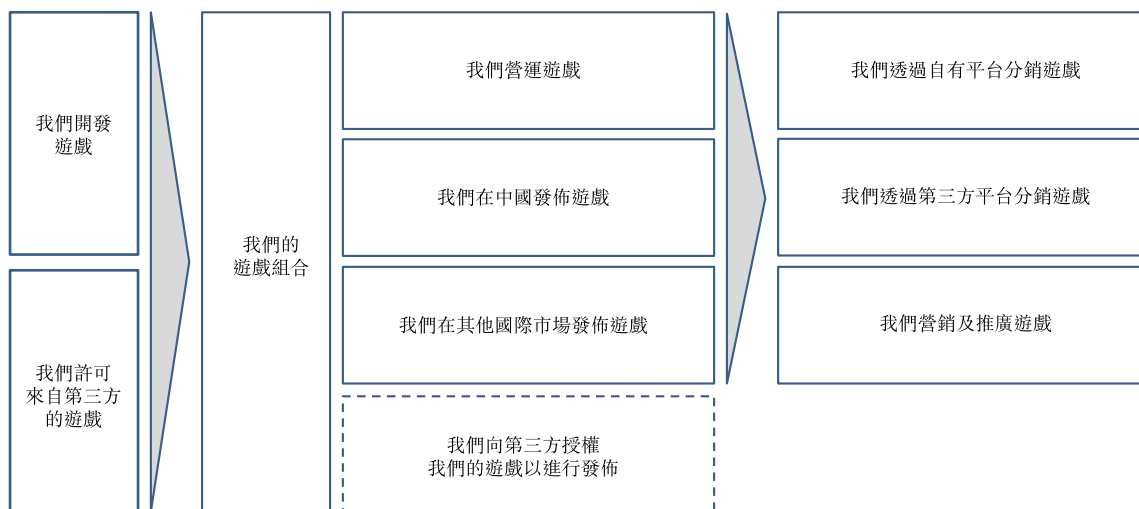 我們開發
遊戲
我們許可
來自第三方
的遊戲
我們的
遊戲組合
我們營運遊戲
我們在中國發佈遊戲
我們在其他國際市場發佈遊戲
我們向第三方授權
我們的遊戲以進行發佈
我們透過自有平台分銷遊戲
我們透過第三方平台分銷遊戲
我們營銷及推廣遊戲